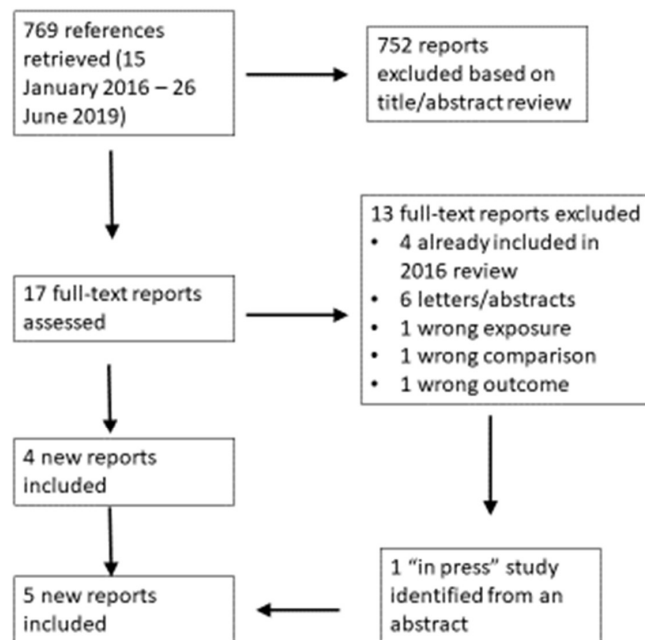 769 references
retrieved (15
January 2016 – 26
June 2019)
752 reports
excluded based on
title/abstract review
17 full-text reports
assessed
13 full-text reports excluded
• 4 already included in
2016 review
• 6 letters/abstracts
• 1 wrong exposure
• 1 wrong comparison
• 1 wrong outcome
4 new reports
included
5 new reports
included
1 “in press” study
identified from an
abstract